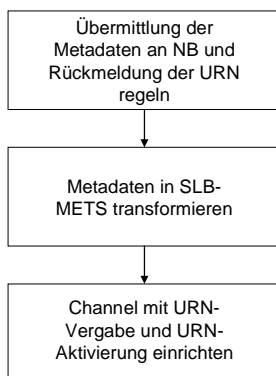 Übermittlung der
Metadaten an NB und
Rückmeldung der URN
regeln
Metadaten in SLB-
METS transformieren
Channel mit URN-
Vergabe und URN-
Aktivierung einrichten